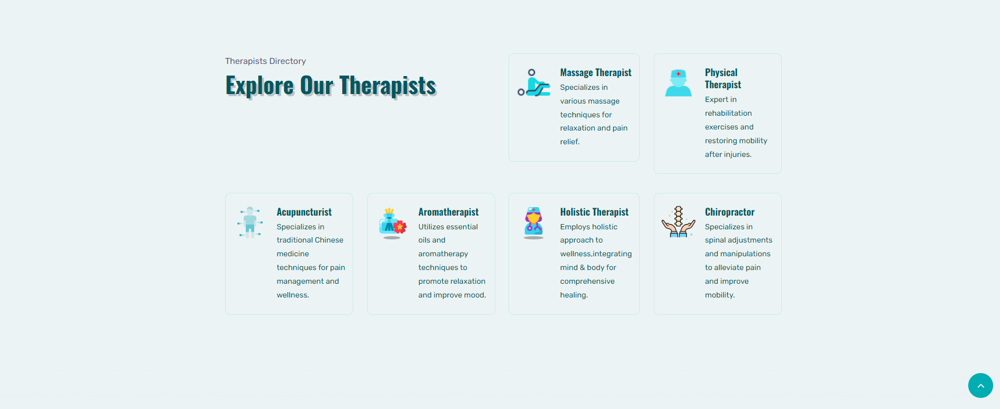 Therapists Directory
Explore Our Therapists
Massage Therapist
Specializes in
various massage
techniques for
relaxation and pain
relief.
Physical
Therapist
Expert in
rehabilitation
exercises and
restoring mobility
after injuries.
Acupuncturist
Specializes in
traditional Chinese
medicine
techniques for pain
management and
wellness.
Aromatherapist
Utilizes essential
oils and
aromatherapy
techniques to
promote relaxation
and improve mood.
Holistic Therapist
Employs holistic
approach to
wellness,integrating
mind & body for
comprehensive
healing.
Chiropractor
Specializes in
spinal adjustments
and manipulations
to alleviate pain
and improve
mobility.